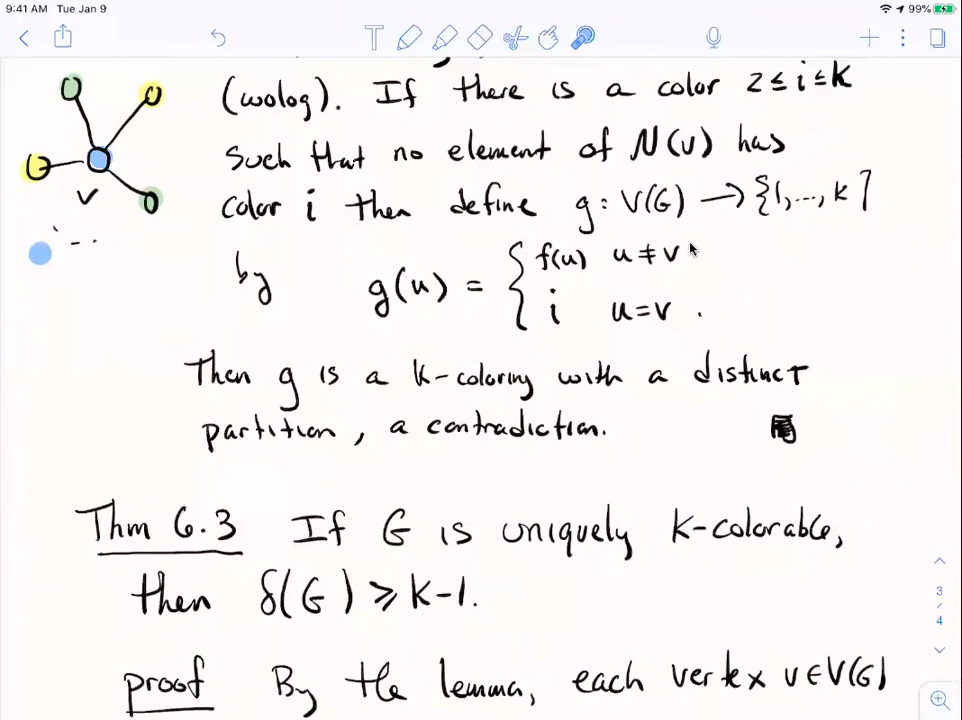 9:41 AM Tue Jan 9
99%
(wolog). If there is a color 2 ≤ i ≤ k
such that no element of N(v) has
color i then define g: V(G) → {1,...,k}
by g(u) = { f(u) u ≠ v
i u = v .
v
Then g is a k-coloring with a distinct
partition, a contradiction.
Thm 6.3 If G is uniquely k-colorable,
then δ(G) ≥ k-1.
proof By the lemma, each vertex v ∈ V(G)
3
/
4